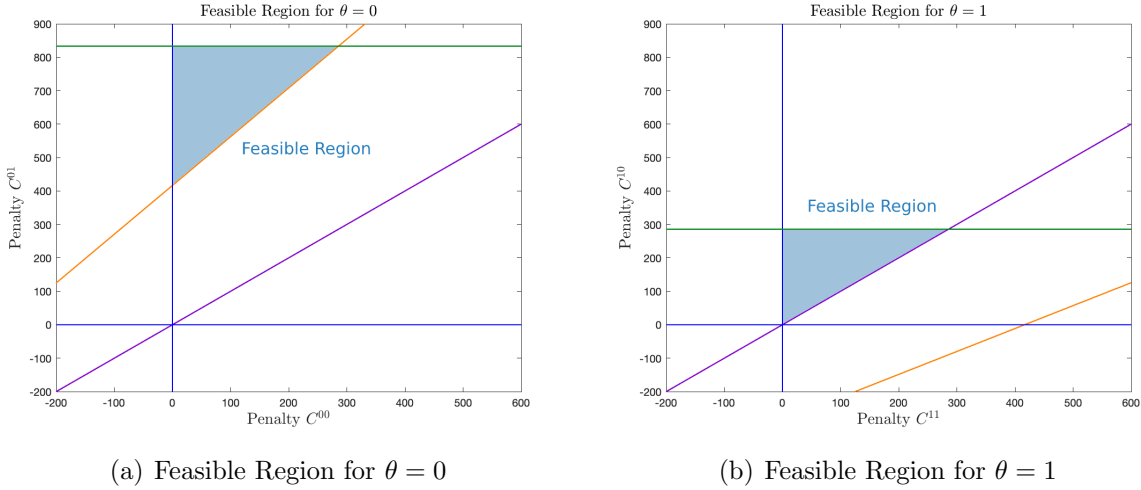 Feasible Region for θ = 0
900
800
700
600
500
400
300
200
100
0
-100
-200
Penalty C^{01}
Feasible Region
-200 -100 0 100 200 300 400 500 600
Penalty C^{00}
(a) Feasible Region for θ = 0
Feasible Region for θ = 1
900
800
700
600
500
400
300
200
100
0
-100
-200
Penalty C^{10}
Feasible Region
-200 -100 0 100 200 300 400 500 600
Penalty C^{11}
(b) Feasible Region for θ = 1